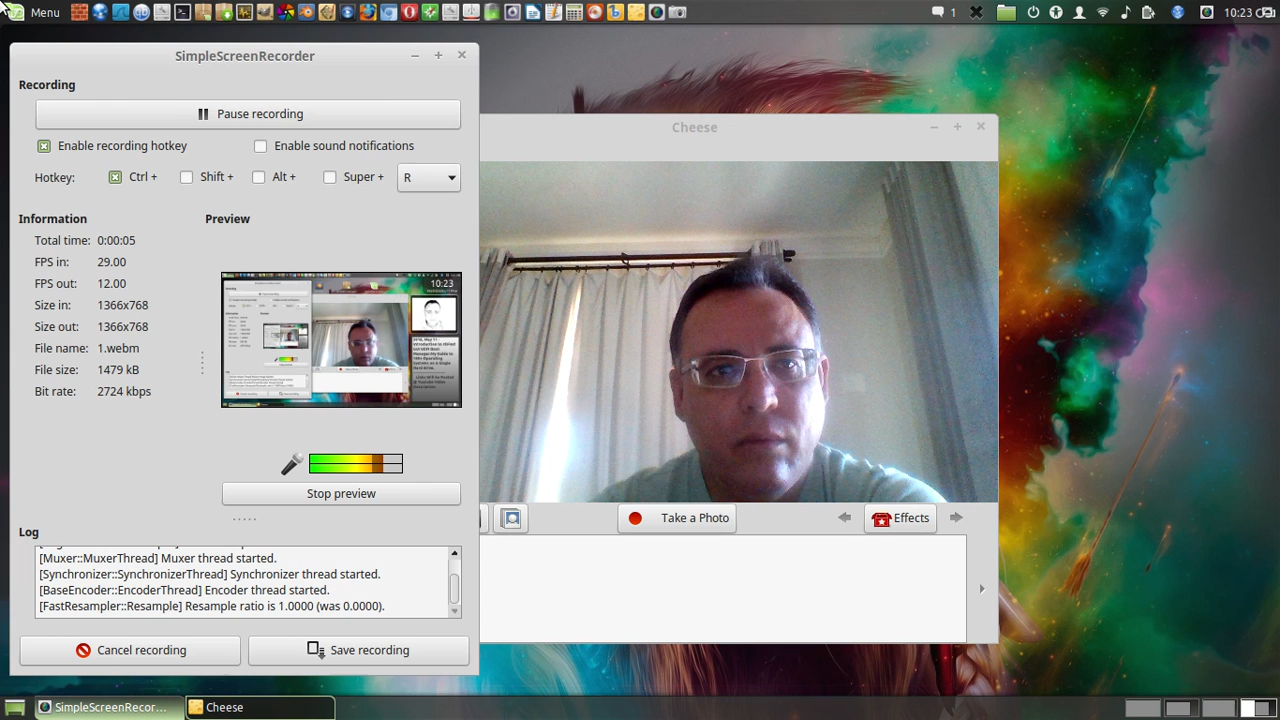 Menu
1
10:23
SimpleScreenRecorder
Recording
Pause recording
Enable recording hotkey
Enable sound notifications
Hotkey:
Ctrl +
Shift +
Alt +
Super +
R
Information
Preview
Total time: 0:00:05
FPS in: 29.00
FPS out: 12.00
Size in: 1366x768
Size out: 1366x768
File name: 1.webm
File size: 1479 kB
Bit rate: 2724 kbps
10:23
Stop preview
Log
[Muxer::MuxerThread] Muxer thread started.
[Synchronizer::SynchronizerThread] Synchronizer thread started.
[BaseEncoder::EncoderThread] Encoder thread started.
[FastResampler::Resample] Resample ratio is 1.0000 (was 0.0000).
Cancel recording
Save recording
Cheese
Take a Photo
Effects
SimpleScreenRecor...
Cheese